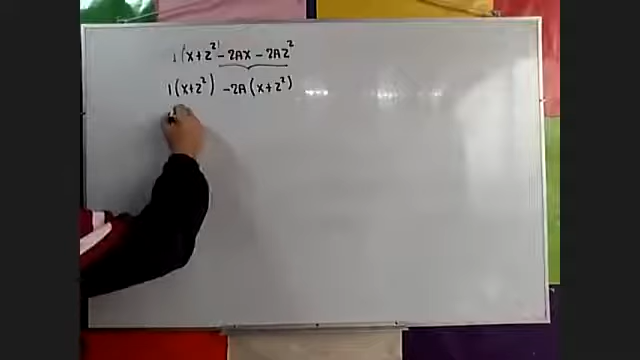 1(x+z²) - 2Ax - 2Az²
1(x+z²) - 2A(x+z²)